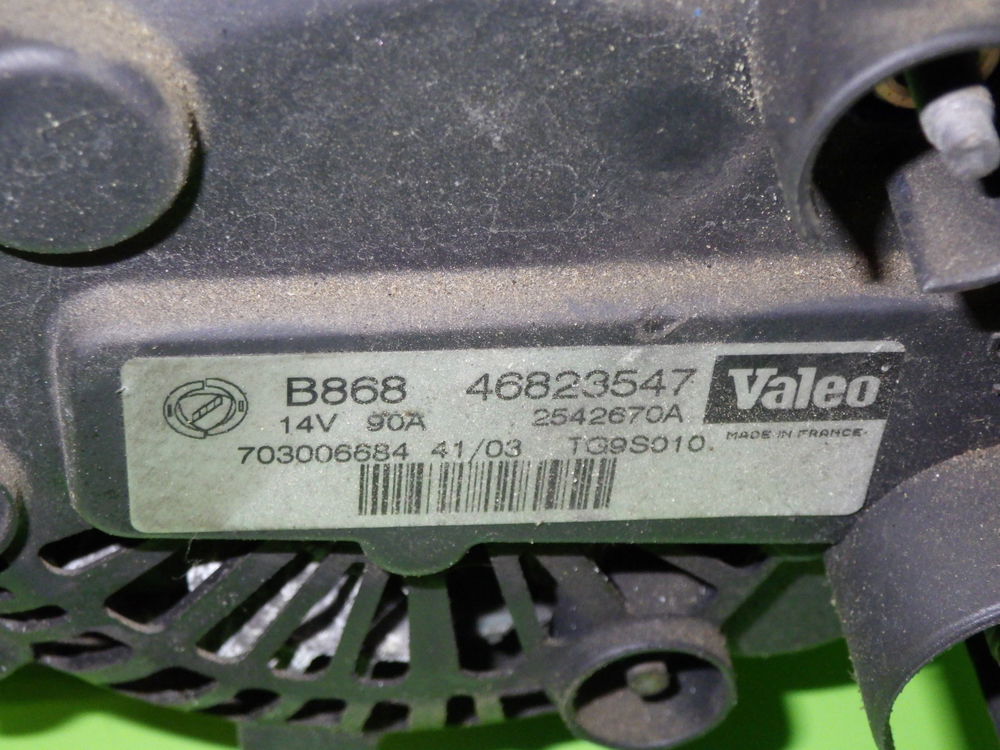 B868 46823547 Valeo
14V 90A 2542670A
MADE IN FRANCE
703006684 41/03 TG9S010.